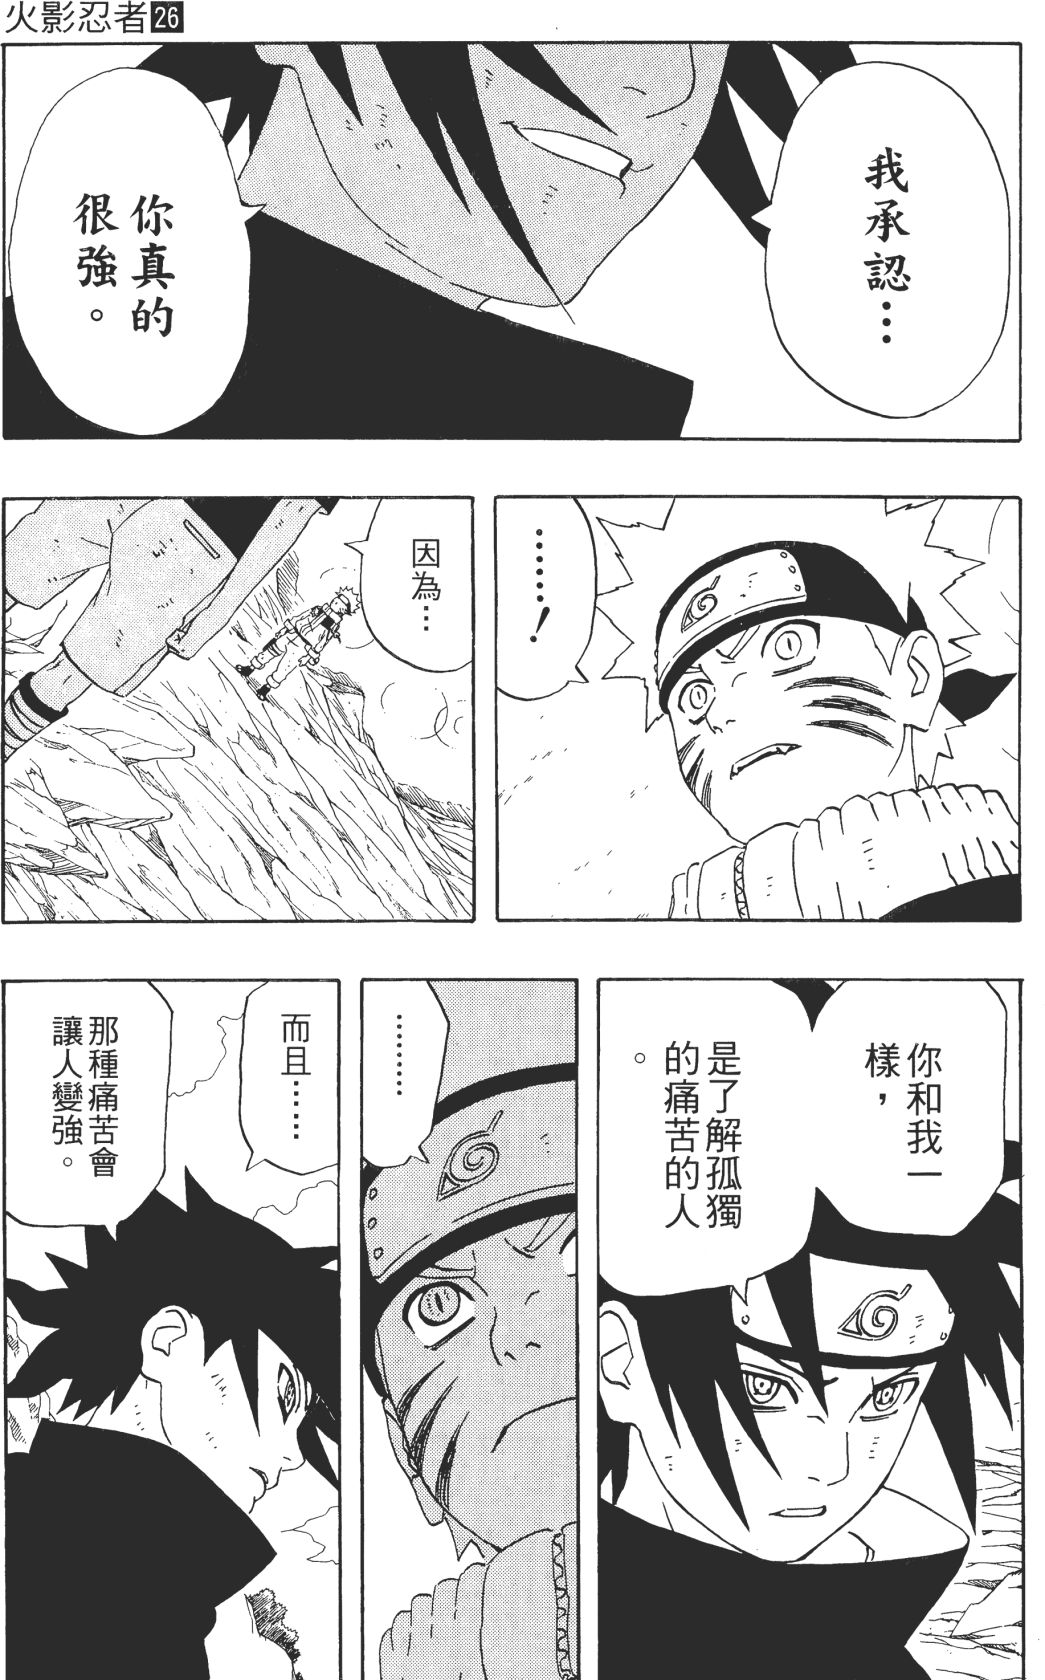 火影忍者26
我承認…
你真的
很強。
………!
因為…
你和我一
樣，
是了解孤獨
的痛苦的人
。
………
而且……
那種痛苦會
讓人變強。